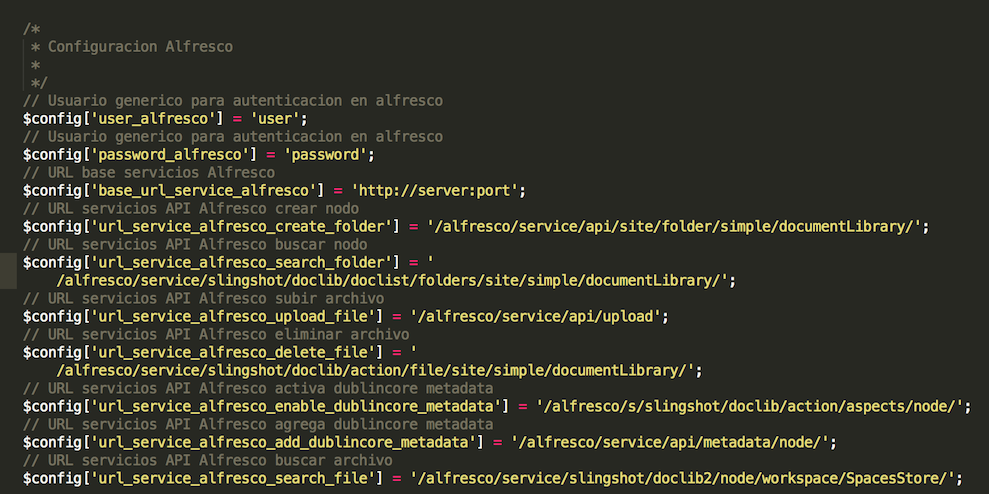 /*
 * Configuracion Alfresco
 *
 */
// Usuario generico para autenticacion en alfresco
$config['user_alfresco'] = 'user';
// Usuario generico para autenticacion en alfresco
$config['password_alfresco'] = 'password';
// URL base servicios Alfresco
$config['base_url_service_alfresco'] = 'http://server:port';
// URL servicios API Alfresco crear nodo
$config['url_service_alfresco_create_folder'] = '/alfresco/service/api/site/folder/simple/documentLibrary/';
// URL servicios API Alfresco buscar nodo
$config['url_service_alfresco_search_folder'] = '
    /alfresco/service/slingshot/doclib/doclist/folders/site/simple/documentLibrary/';
// URL servicios API Alfresco subir archivo
$config['url_service_alfresco_upload_file'] = '/alfresco/service/api/upload';
// URL servicios API Alfresco eliminar archivo
$config['url_service_alfresco_delete_file'] = '
    /alfresco/service/slingshot/doclib/action/file/site/simple/documentLibrary/';
// URL servicios API Alfresco activa dublincore metadata
$config['url_service_alfresco_enable_dublincore_metadata'] = '/alfresco/s/slingshot/doclib/action/aspects/node/';
// URL servicios API Alfresco agrega dublincore metadata
$config['url_service_alfresco_add_dublincore_metadata'] = '/alfresco/service/api/metadata/node/';
// URL servicios API Alfresco buscar archivo
$config['url_service_alfresco_search_file'] = '/alfresco/service/slingshot/doclib2/node/workspace/SpacesStore/';